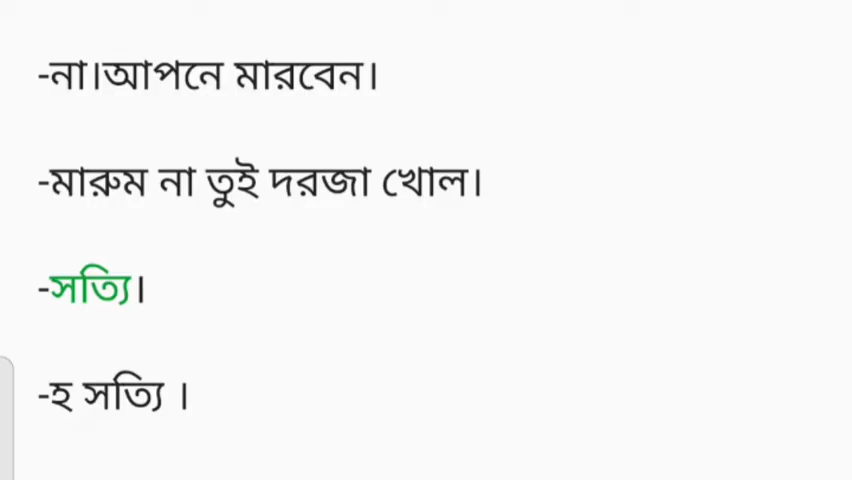 -না।আপনে মারবেন।
-মারুম না তুই দরজা খোল।
-সত্যি।
-হ সত্যি ।